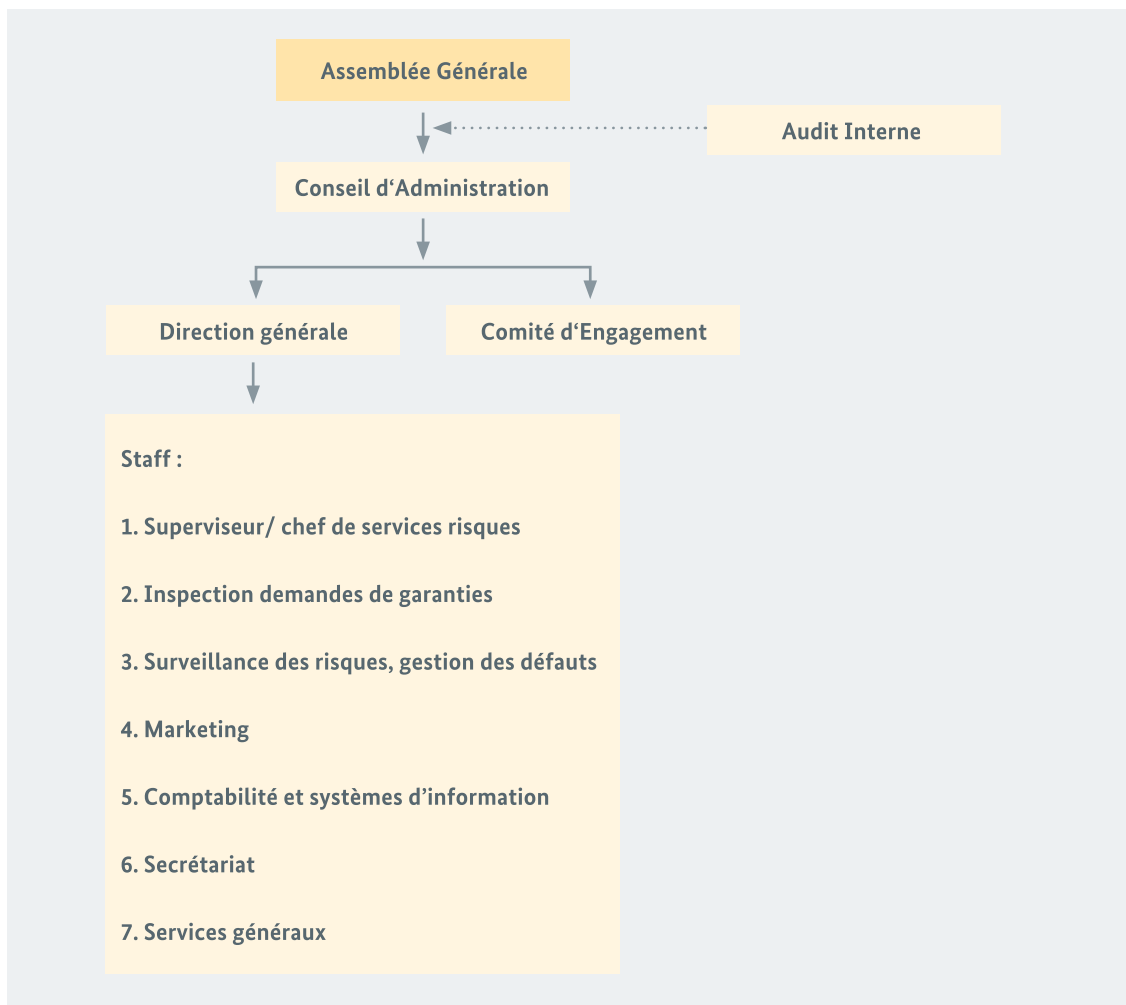 Assemblée Générale
Audit Interne
Conseil d‘Administration
Direction générale
Comité d‘Engagement
Staff :
1. Superviseur/ chef de services risques
2. Inspection demandes de garanties
3. Surveillance des risques, gestion des défauts
4. Marketing
5. Comptabilité et systèmes d’information
6. Secrétariat
7. Services généraux